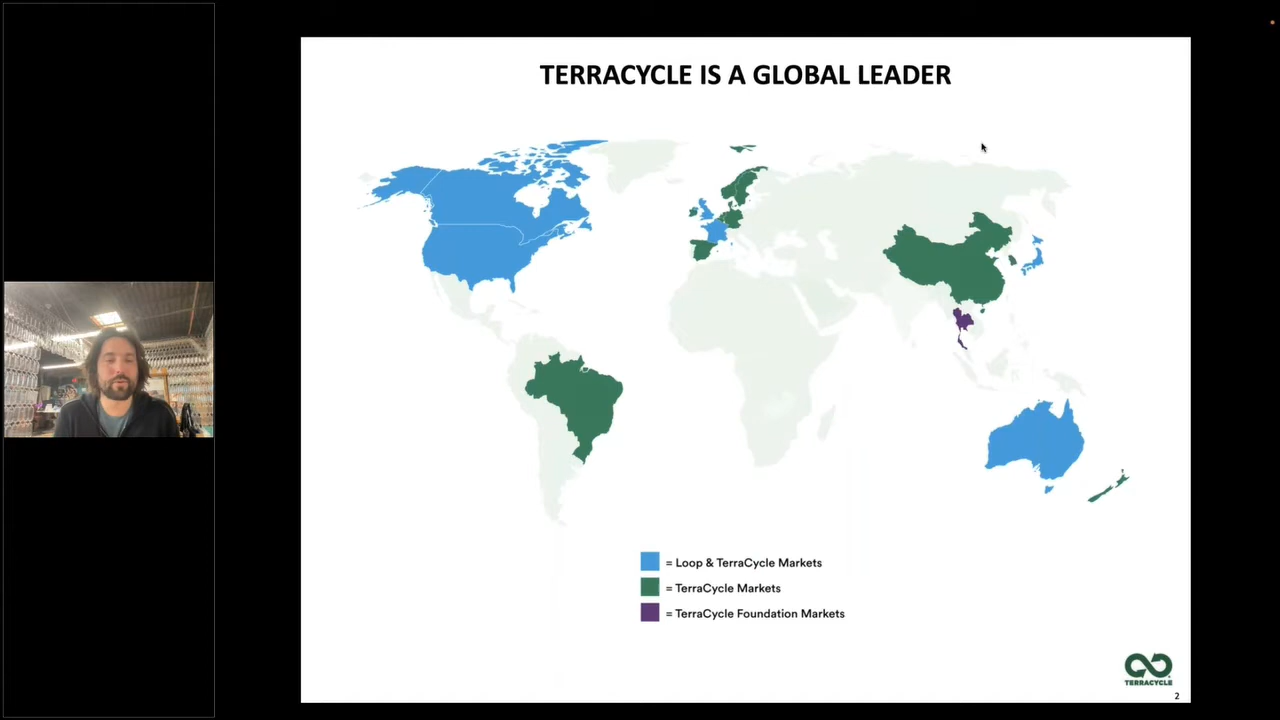 TERRACYCLE IS A GLOBAL LEADER
= Loop & TerraCycle Markets
= TerraCycle Markets
= TerraCycle Foundation Markets
TERRACYCLE
2